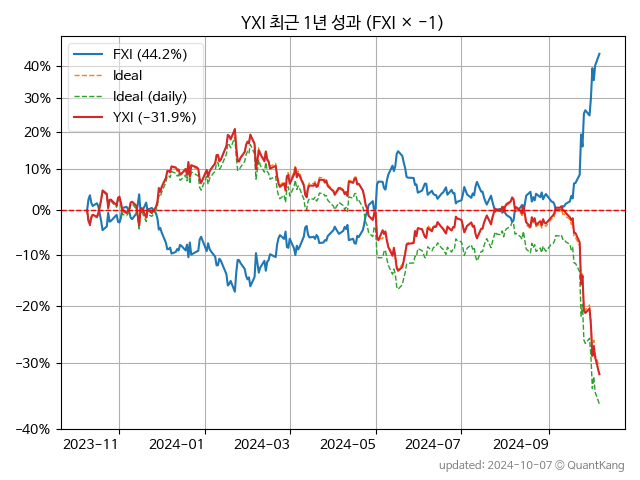 YXI 최근 1년 성과 (FXI × -1)
FXI (44.2%)
Ideal
Ideal (daily)
YXI (−31.9%)
40%
30%
20%
10%
0%
−10%
−20%
−30%
−40%
2023-11 2024-01 2024-03 2024-05 2024-07 2024-09
updated: 2024-10-07 © QuantKang